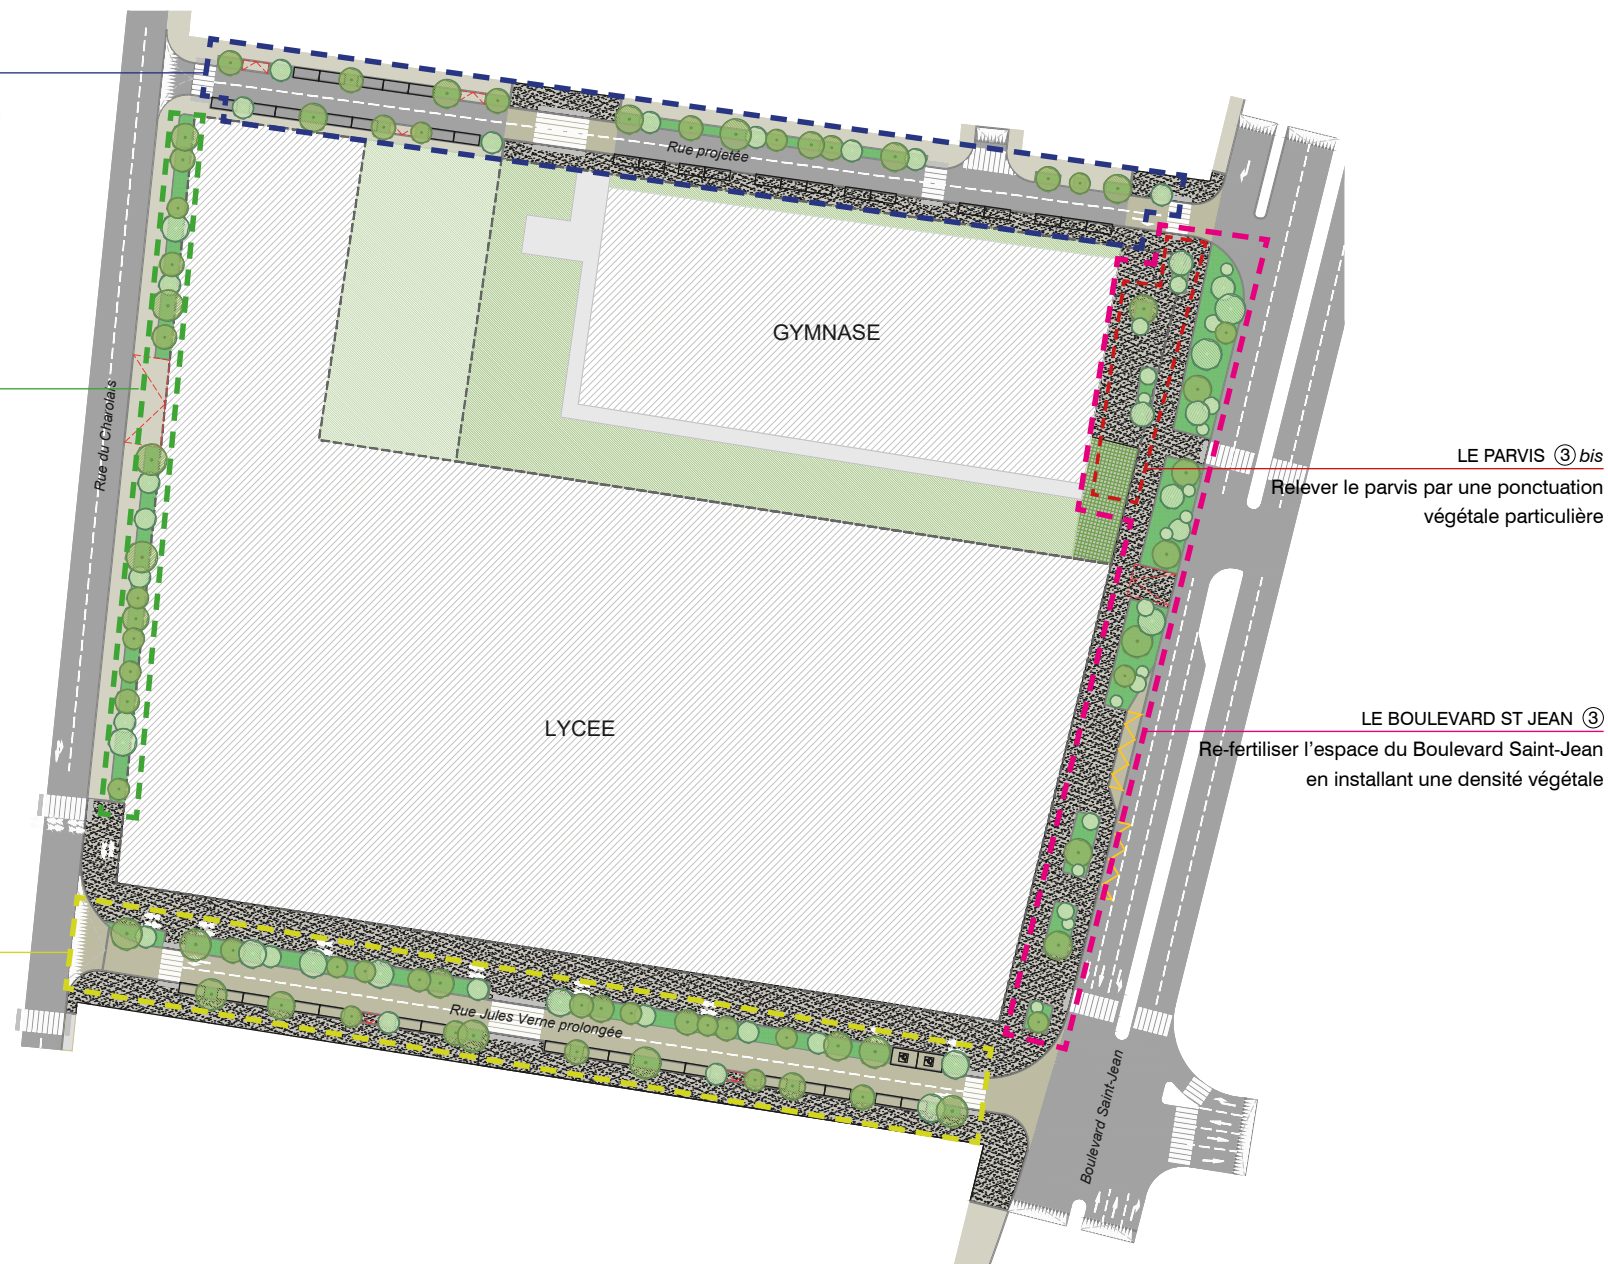 Rue projetée
GYMNASE
Rue du Charolais
LE PARVIS ③ bis
Relever le parvis par une ponctuation
végétale particulière
LYCEE
LE BOULEVARD ST JEAN ③
Re-fertiliser l'espace du Boulevard Saint-Jean
en installant une densité végétale
Rue Jules Verne prolongée
Boulevard Saint-Jean